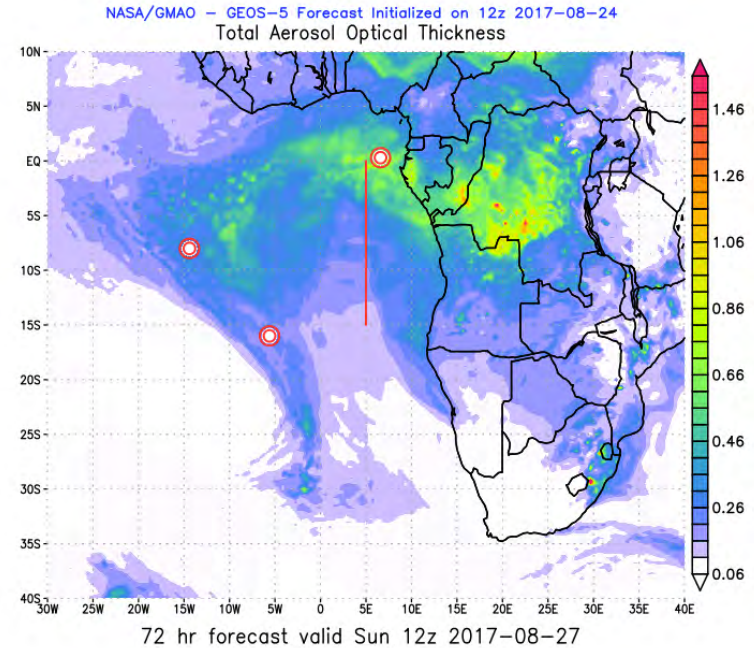 NASA/GMAO - GEOS-5 Forecast Initialized on 12z 2017-08-24
Total Aerosol Optical Thickness
10N
5N
EQ
5S
10S
15S
20S
25S
30S
35S
40S
30W 25W 20W 15W 10W 5W 0 5E 10E 15E 20E 25E 30E 35E 40E
1.46
1.26
1.06
0.86
0.66
0.46
0.26
0.06
72 hr forecast valid Sun 12z 2017-08-27